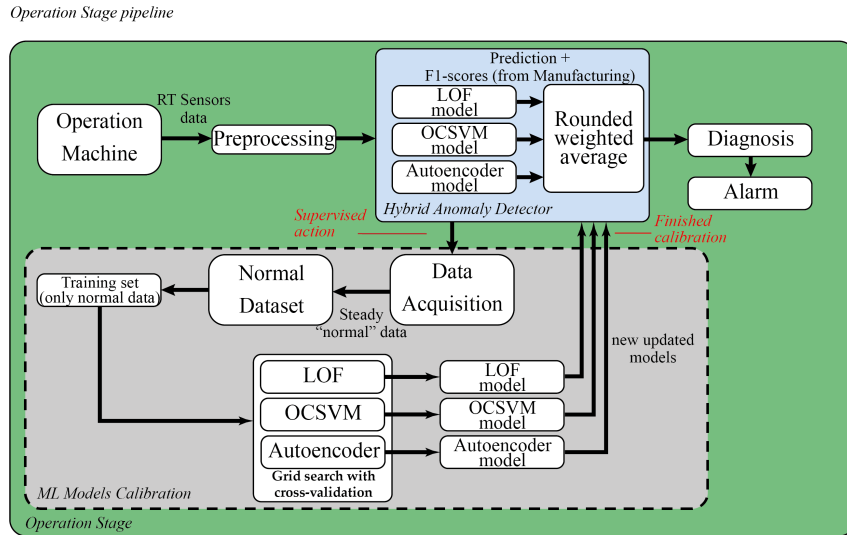 Operation Stage pipeline
Prediction +
F1-scores (from Manufacturing)
RT Sensors
data
Operation
Machine
Preprocessing
LOF
model
OCSVM
model
Autoencoder
model
Rounded
weighted
average
Hybrid Anomaly Detector
Diagnosis
Alarm
Supervised
action
Finished
calibration
Training set
(only normal data)
Normal
Dataset
Steady
“normal” data
Data
Acquisition
new updated
models
LOF
OCSVM
Autoencoder
Grid search with
cross-validation
LOF
model
OCSVM
model
Autoencoder
model
ML Models Calibration
Operation Stage